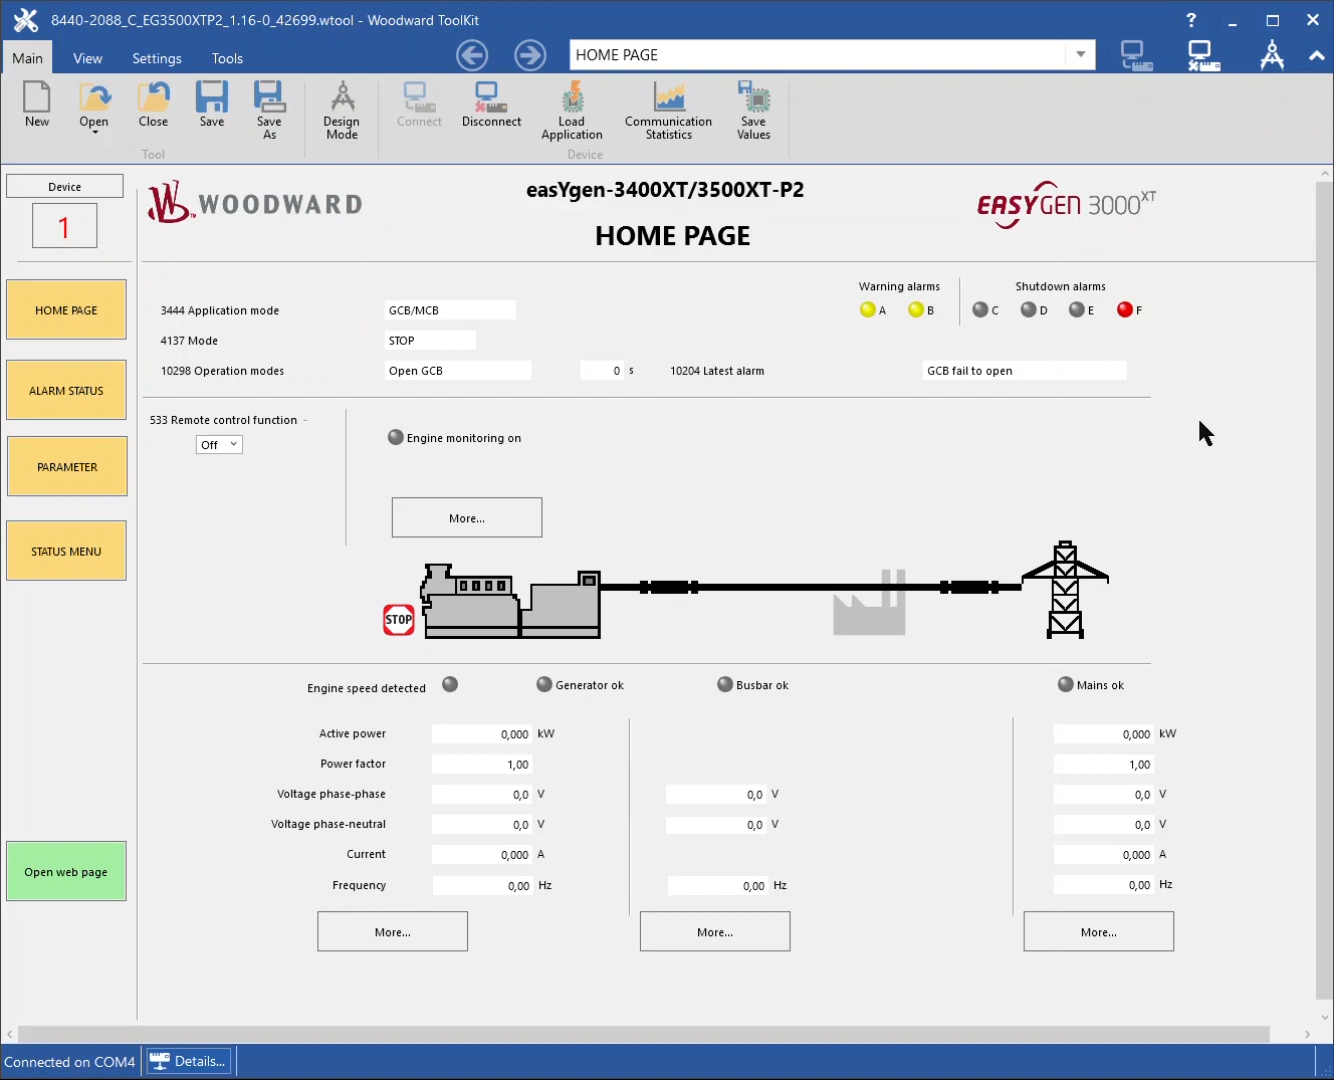 8440-2088_C_EG3500XTP2_1.16-0_42699.wtool - Woodward ToolKit
?
Main View Settings Tools
HOME PAGE
New
Open
Close
Save
Save As
Design Mode
Connect
Disconnect
Load Application
Communication Statistics
Save Values
Tool
Device
Device
1
HOME PAGE
ALARM STATUS
PARAMETER
STATUS MENU
Open web page
WOODWARD
easYgen-3400XT/3500XT-P2
HOME PAGE
EASYGEN 3000XT
Warning alarms
Shutdown alarms
A B C D E F
3444 Application mode GCB/MCB
4137 Mode STOP
10298 Operation modes Open GCB 0 s 10204 Latest alarm GCB fail to open
533 Remote control function -
Off
Engine monitoring on
More...
STOP
Engine speed detected Generator ok Busbar ok Mains ok
Active power 0,000 kW 0,000 kW
Power factor 1,00 1,00
Voltage phase-phase 0,0 V 0,0 V 0,0 V
Voltage phase-neutral 0,0 V 0,0 V 0,0 V
Current 0,000 A 0,000 A
Frequency 0,00 Hz 0,00 Hz 0,00 Hz
More... More... More...
Connected on COM4 Details...